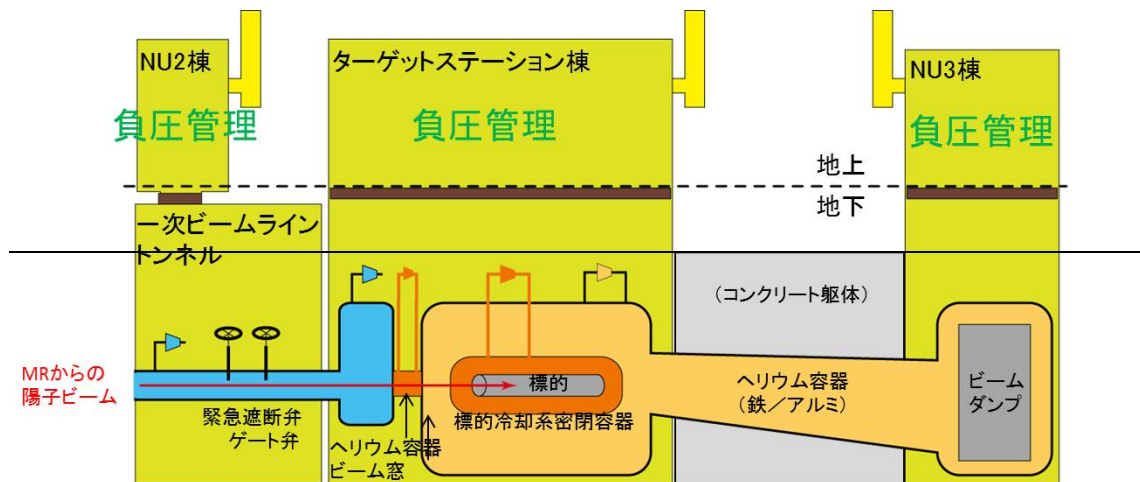 NU2棟
負圧管理
ターゲットステーション棟
負圧管理
NU3棟
負圧管理
地上
地下
一次ビームライン
トンネル
(コンクリート躯体)
MRからの
陽子ビーム
緊急遮断弁
ゲート弁
ヘリウム容器
ビーム窓
標的
標的冷却系密閉容器
ヘリウム容器
(鉄/アルミ)
ビーム
ダンプ